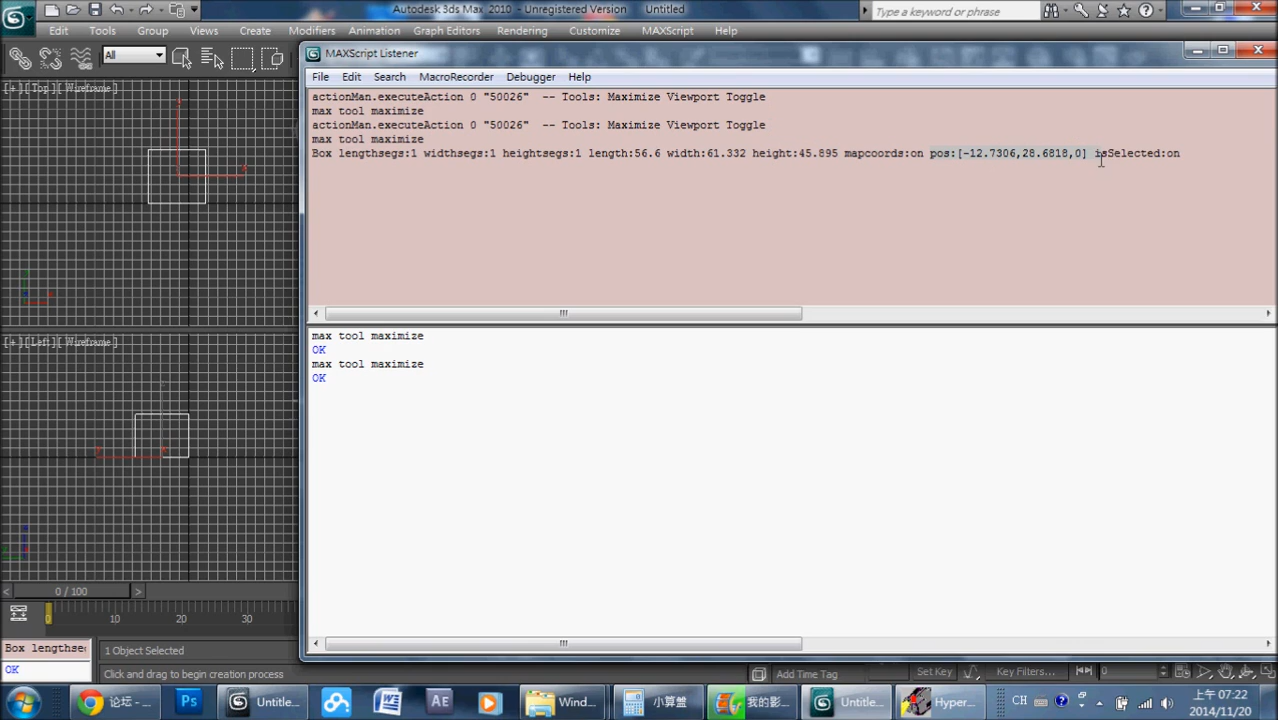 Autodesk 3ds Max 2010 - Unregistered Version Untitled
Type a keyword or phrase
Edit Tools Group Views Create Modifiers Animation Graph Editors Rendering Customize MAXScript Help
All
MAXScript Listener
File Edit Search MacroRecorder Debugger Help
actionMan.executeAction 0 "50026" -- Tools: Maximize Viewport Toggle
max tool maximize
actionMan.executeAction 0 "50026" -- Tools: Maximize Viewport Toggle
max tool maximize
Box lengthsegs:1 widthsegs:1 heightsegs:1 length:56.6 width:61.332 height:45.895 mapcoords:on pos:[-12.7306,28.6818,0] isSelected:on
max tool maximize
OK
max tool maximize
OK
[+][Top][Wireframe]
[+][Left][Wireframe]
0 / 100
0 10 20 30
Box lengthse
1 Object Selected
OK
Click and drag to begin creation process
Add Time Tag
Set Key
Key Filters...
0
论坛 - ...
Ps
Untitle...
AE
Wind...
小算盤
我的影...
Untitle...
Hyper...
CH
上午 07:22
2014/11/20